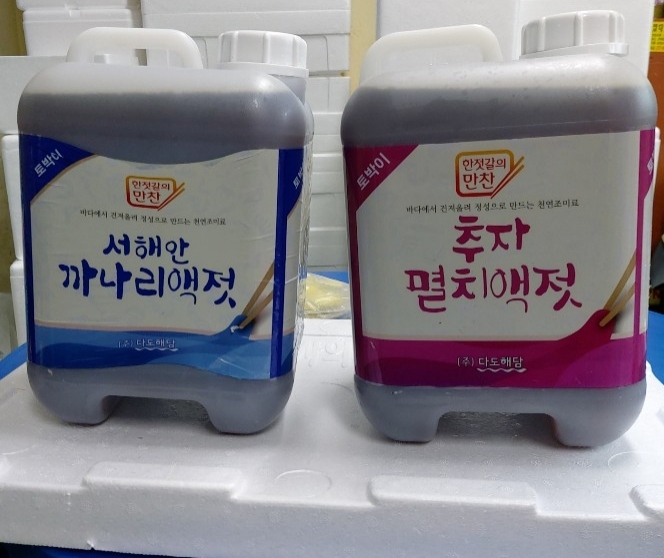 토박이
한젓갈의
만찬
바다에서 건져올려 정성으로 만드는 천연조미료
서해안
까나리액젓
(주) 다도해담
토박이
한젓갈의
만찬
바다에서 건져올려 정성으로 만드는 천연조미료
추자
멸치액젓
(주) 다도해담